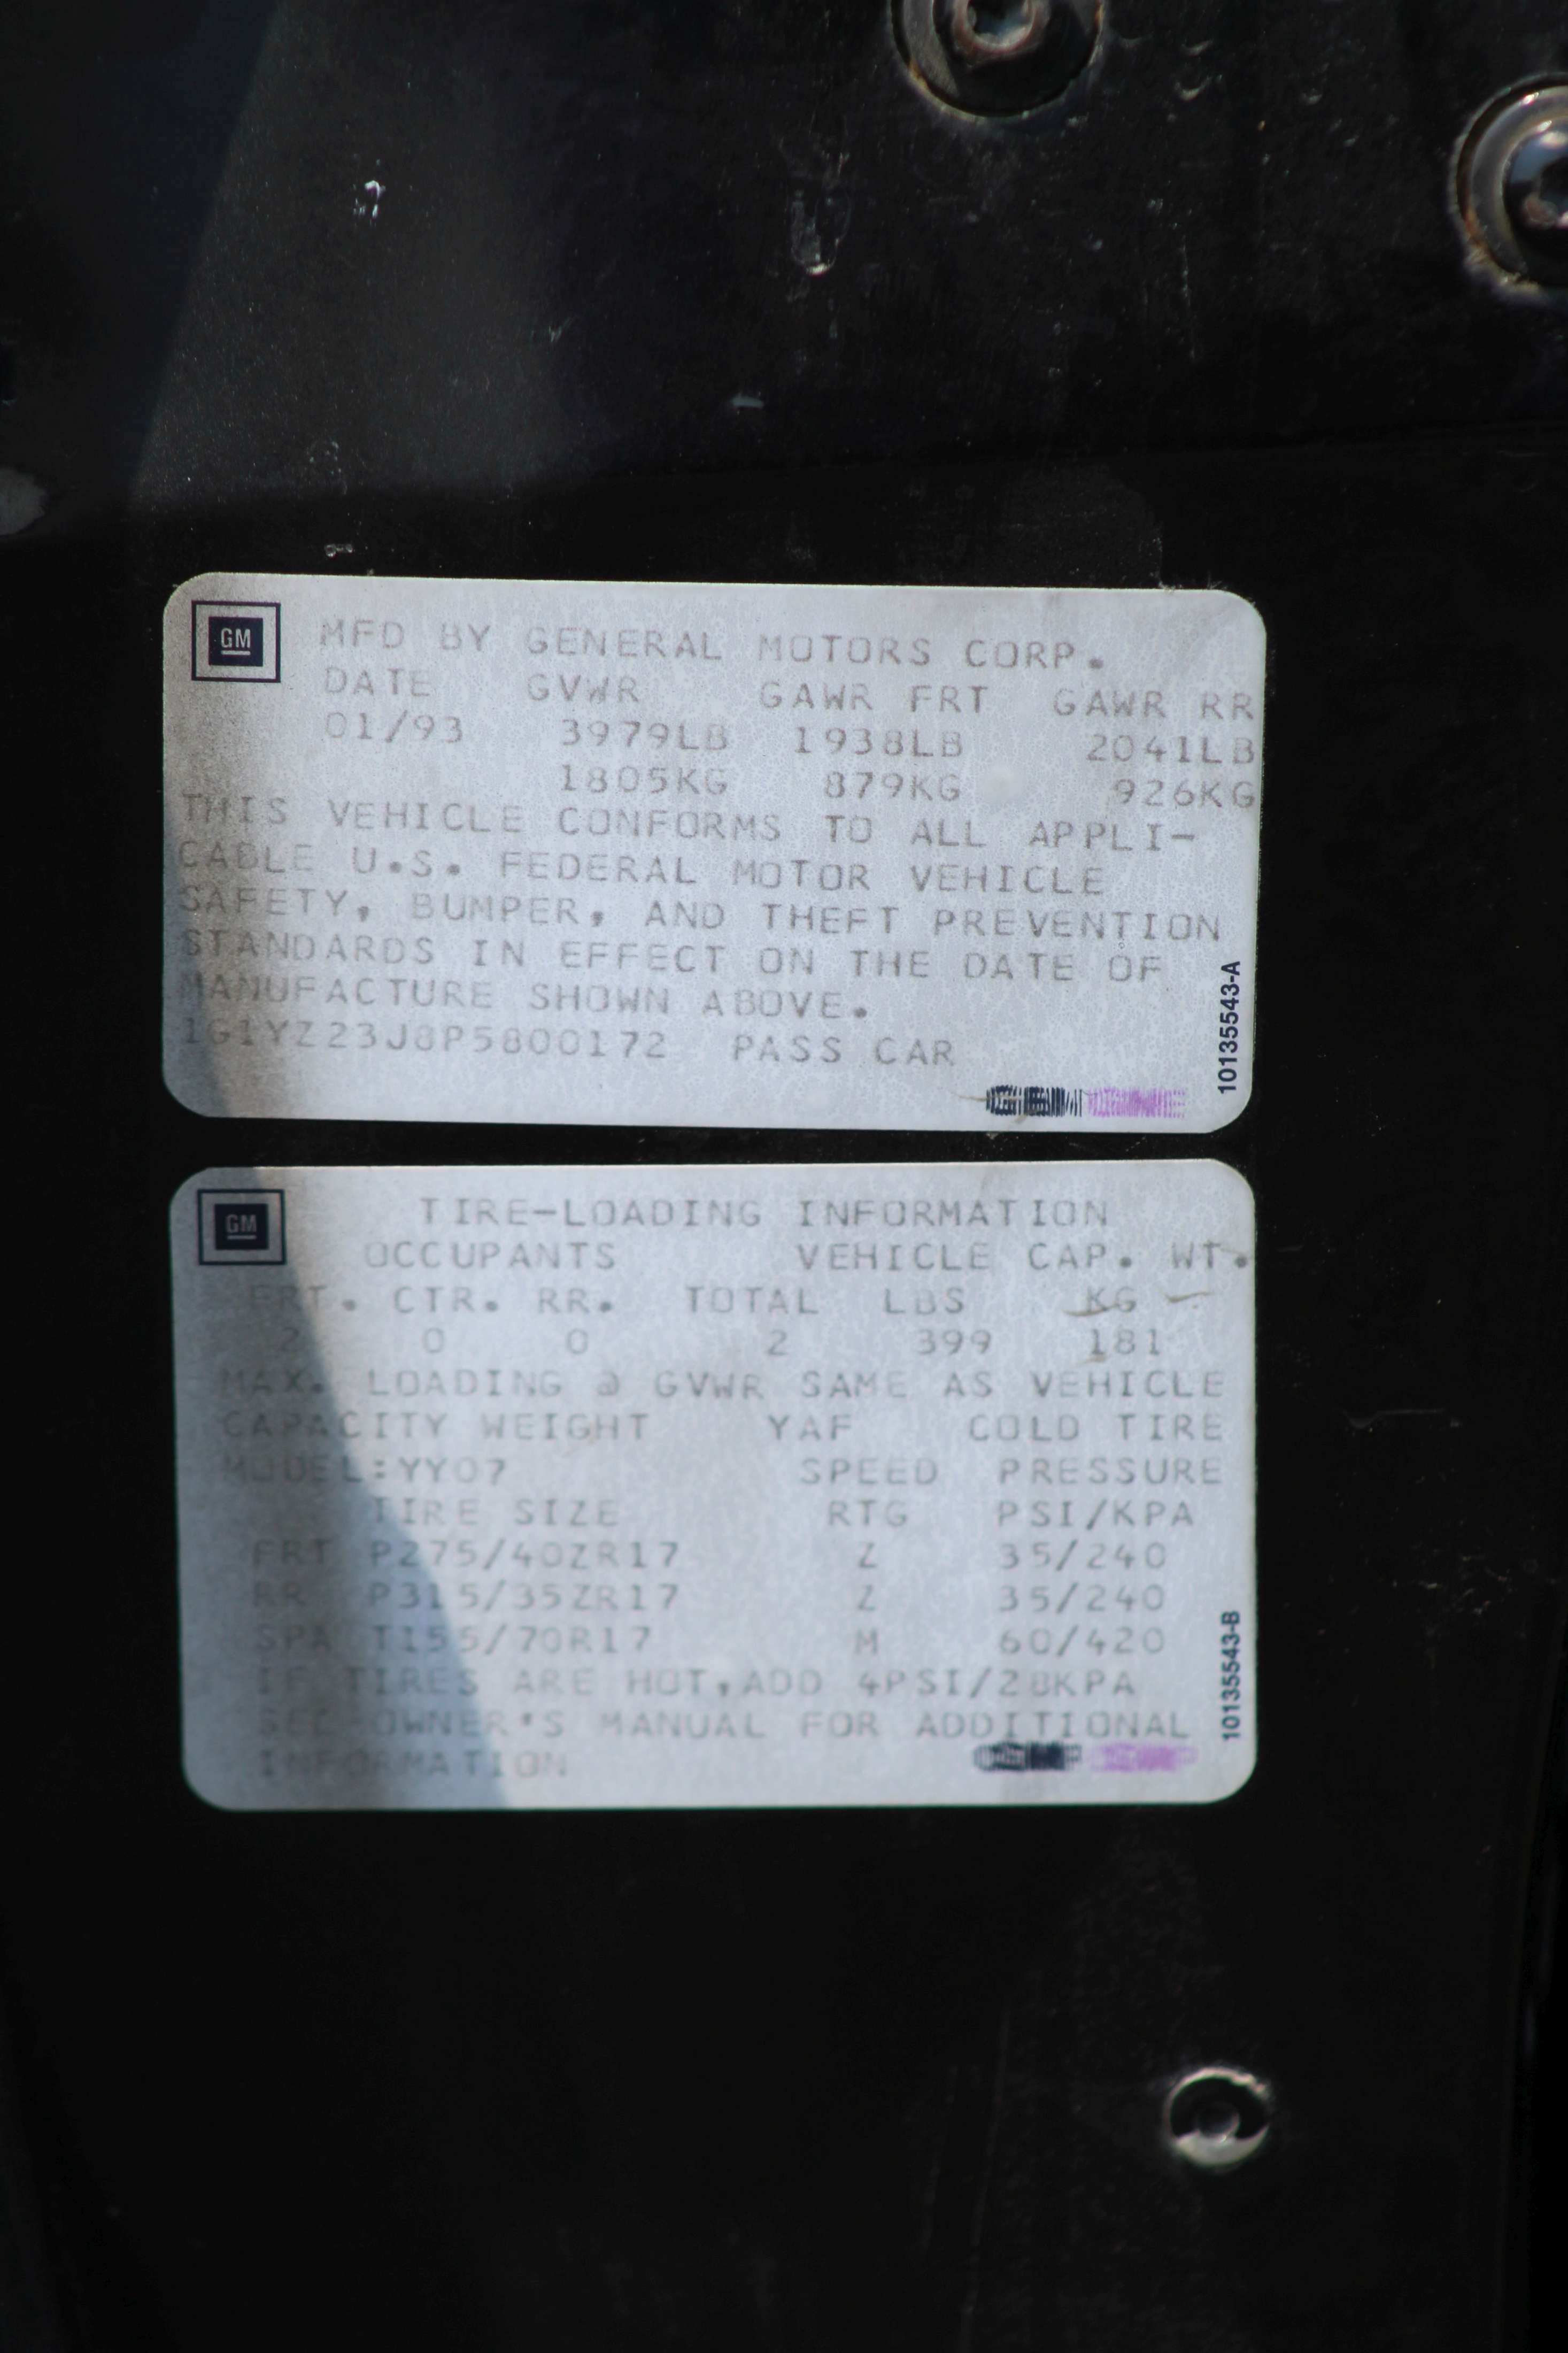 GM
MFD BY GENERAL MOTORS CORP.
DATE GVWR GAWR FRT GAWR RR
01/93 3979LB 1938LB 2041LB
1805KG 879KG 926KG
THIS VEHICLE CONFORMS TO ALL APPLI-
CABLE U.S. FEDERAL MOTOR VEHICLE
SAFETY, BUMPER, AND THEFT PREVENTION
STANDARDS IN EFFECT ON THE DATE OF
MANUFACTURE SHOWN ABOVE.
1G1YZ23J8P5800172 PASS CAR
10135543-A
GM
TIRE-LOADING INFORMATION
OCCUPANTS VEHICLE CAP. WT.
FRT. CTR. RR. TOTAL LBS KG
2 0 0 2 399 181
MAX. LOADING @ GVWR SAME AS VEHICLE
CAPACITY WEIGHT YAF COLD TIRE
MODEL:YY07 SPEED PRESSURE
TIRE SIZE RTG PSI/KPA
FRT P275/40ZR17 Z 35/240
RR P315/35ZR17 Z 35/240
SPA T155/70R17 M 60/420
IF TIRES ARE HOT,ADD 4PSI/28KPA
SEE OWNER'S MANUAL FOR ADDITIONAL
INFORMATION
10135543-B